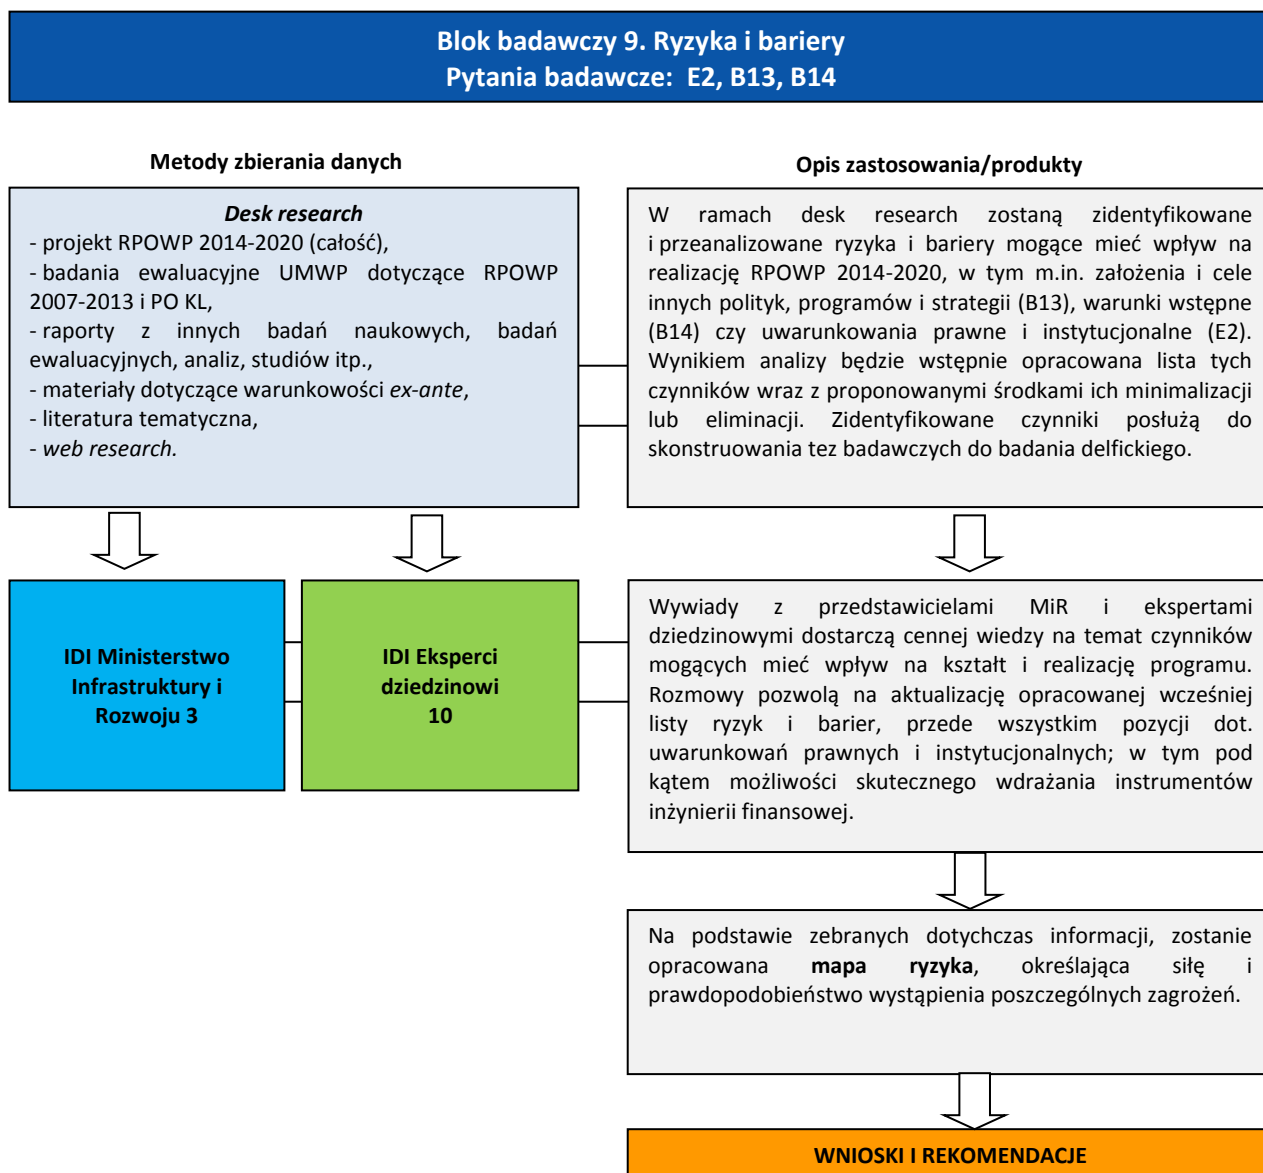 Blok badawczy 9. Ryzyka i bariery
Pytania badawcze: E2, B13, B14
Metody zbierania danych
Opis zastosowania/produkty
Desk research
- projekt RPOWP 2014-2020 (całość),
- badania ewaluacyjne UMWP dotyczące RPOWP
2007-2013 i PO KL,
- raporty z innych badań naukowych, badań
ewaluacyjnych, analiz, studiów itp.,
- materiały dotyczące warunkowości ex-ante,
- literatura tematyczna,
- web research.
W ramach desk research zostaną zidentyfikowane
i przeanalizowane ryzyka i bariery mogące mieć wpływ na
realizację RPOWP 2014-2020, w tym m.in. założenia i cele
innych polityk, programów i strategii (B13), warunki wstępne
(B14) czy uwarunkowania prawne i instytucjonalne (E2).
Wynikiem analizy będzie wstępnie opracowana lista tych
czynników wraz z proponowanymi środkami ich minimalizacji
lub eliminacji. Zidentyfikowane czynniki posłużą do
skonstruowania tez badawczych do badania delfickiego.
IDI Ministerstwo
Infrastruktury i
Rozwoju 3
IDI Eksperci
dziedzinowi
10
Wywiady z przedstawicielami MiR i ekspertami
dziedzinowymi dostarczą cennej wiedzy na temat czynników
mogących mieć wpływ na kształt i realizację programu.
Rozmowy pozwolą na aktualizację opracowanej wcześniej
listy ryzyk i barier, przede wszystkim pozycji dot.
uwarunkowań prawnych i instytucjonalnych; w tym pod
kątem możliwości skutecznego wdrażania instrumentów
inżynierii finansowej.
Na podstawie zebranych dotychczas informacji, zostanie
opracowana mapa ryzyka, określająca siłę i
prawdopodobieństwo wystąpienia poszczególnych zagrożeń.
WNIOSKI I REKOMENDACJE